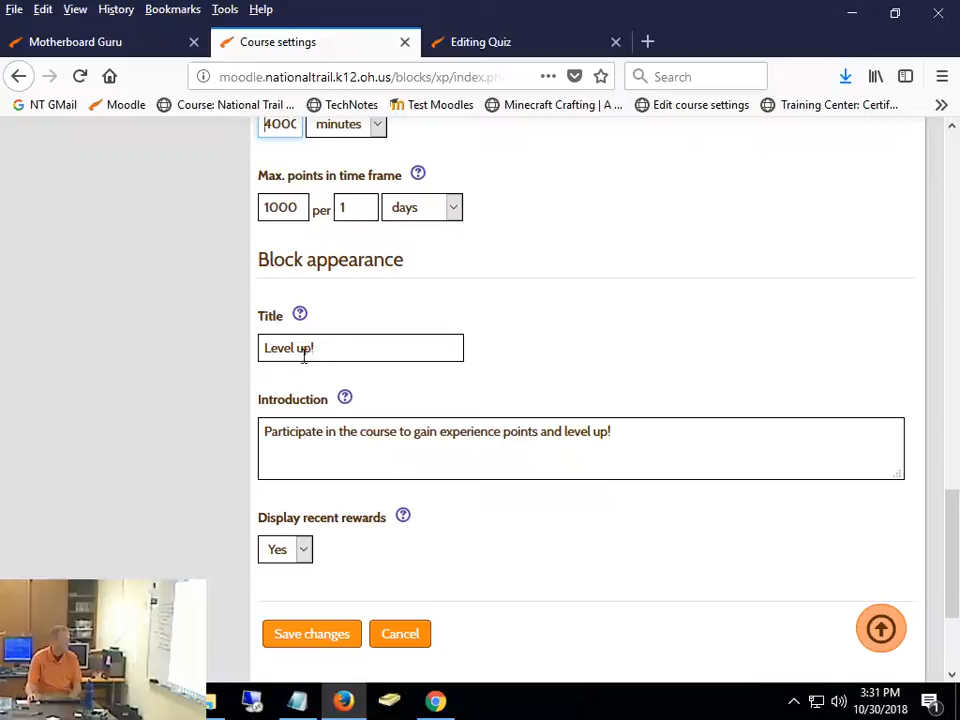 File Edit View History Bookmarks Tools Help
Motherboard Guru
Course settings
Editing Quiz
moodle.nationaltrail.k12.oh.us/blocks/xp/index.ph
Search
NT GMail
Moodle
Course: National Trail ...
TechNotes
Test Moodles
Minecraft Crafting | A ...
Edit course settings
Training Center: Certif...
4000 minutes
Max. points in time frame
1000 per 1 days
Block appearance
Title
Level up!
Introduction
Participate in the course to gain experience points and level up!
Display recent rewards
Yes
Save changes Cancel
3:31 PM
10/30/2018
1